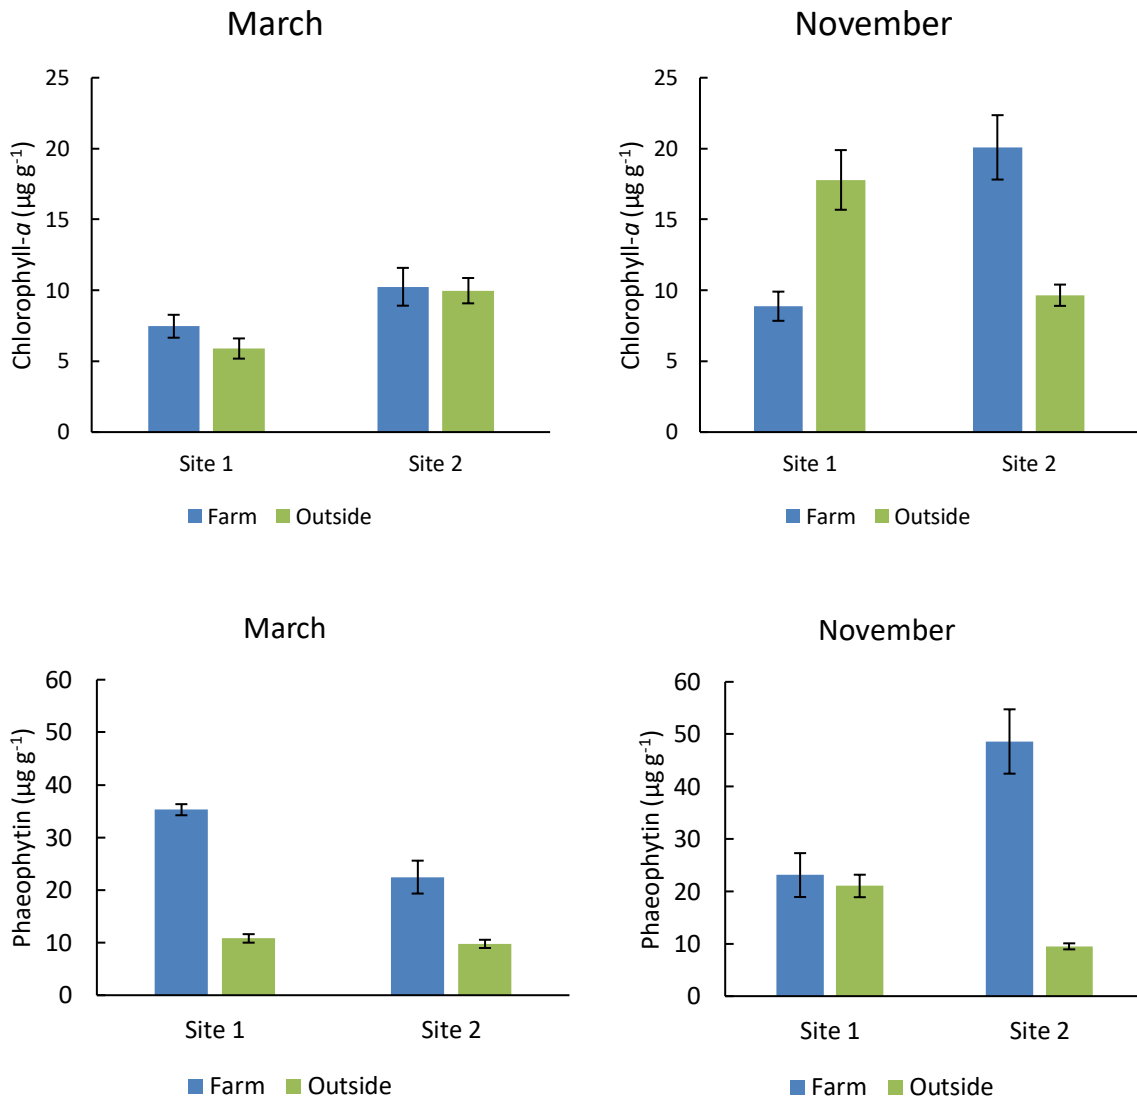 March
25
20
15
10
5
0
Chlorophyll-a (µg g⁻¹)
Site 1 Site 2
Farm Outside
November
25
20
15
10
5
0
Chlorophyll-a (µg g⁻¹)
Site 1 Site 2
Farm Outside
March
60
50
40
30
20
10
0
Phaeophytin (µg g⁻¹)
Site 1 Site 2
Farm Outside
November
60
50
40
30
20
10
0
Phaeophytin (µg g⁻¹)
Site 1 Site 2
Farm Outside